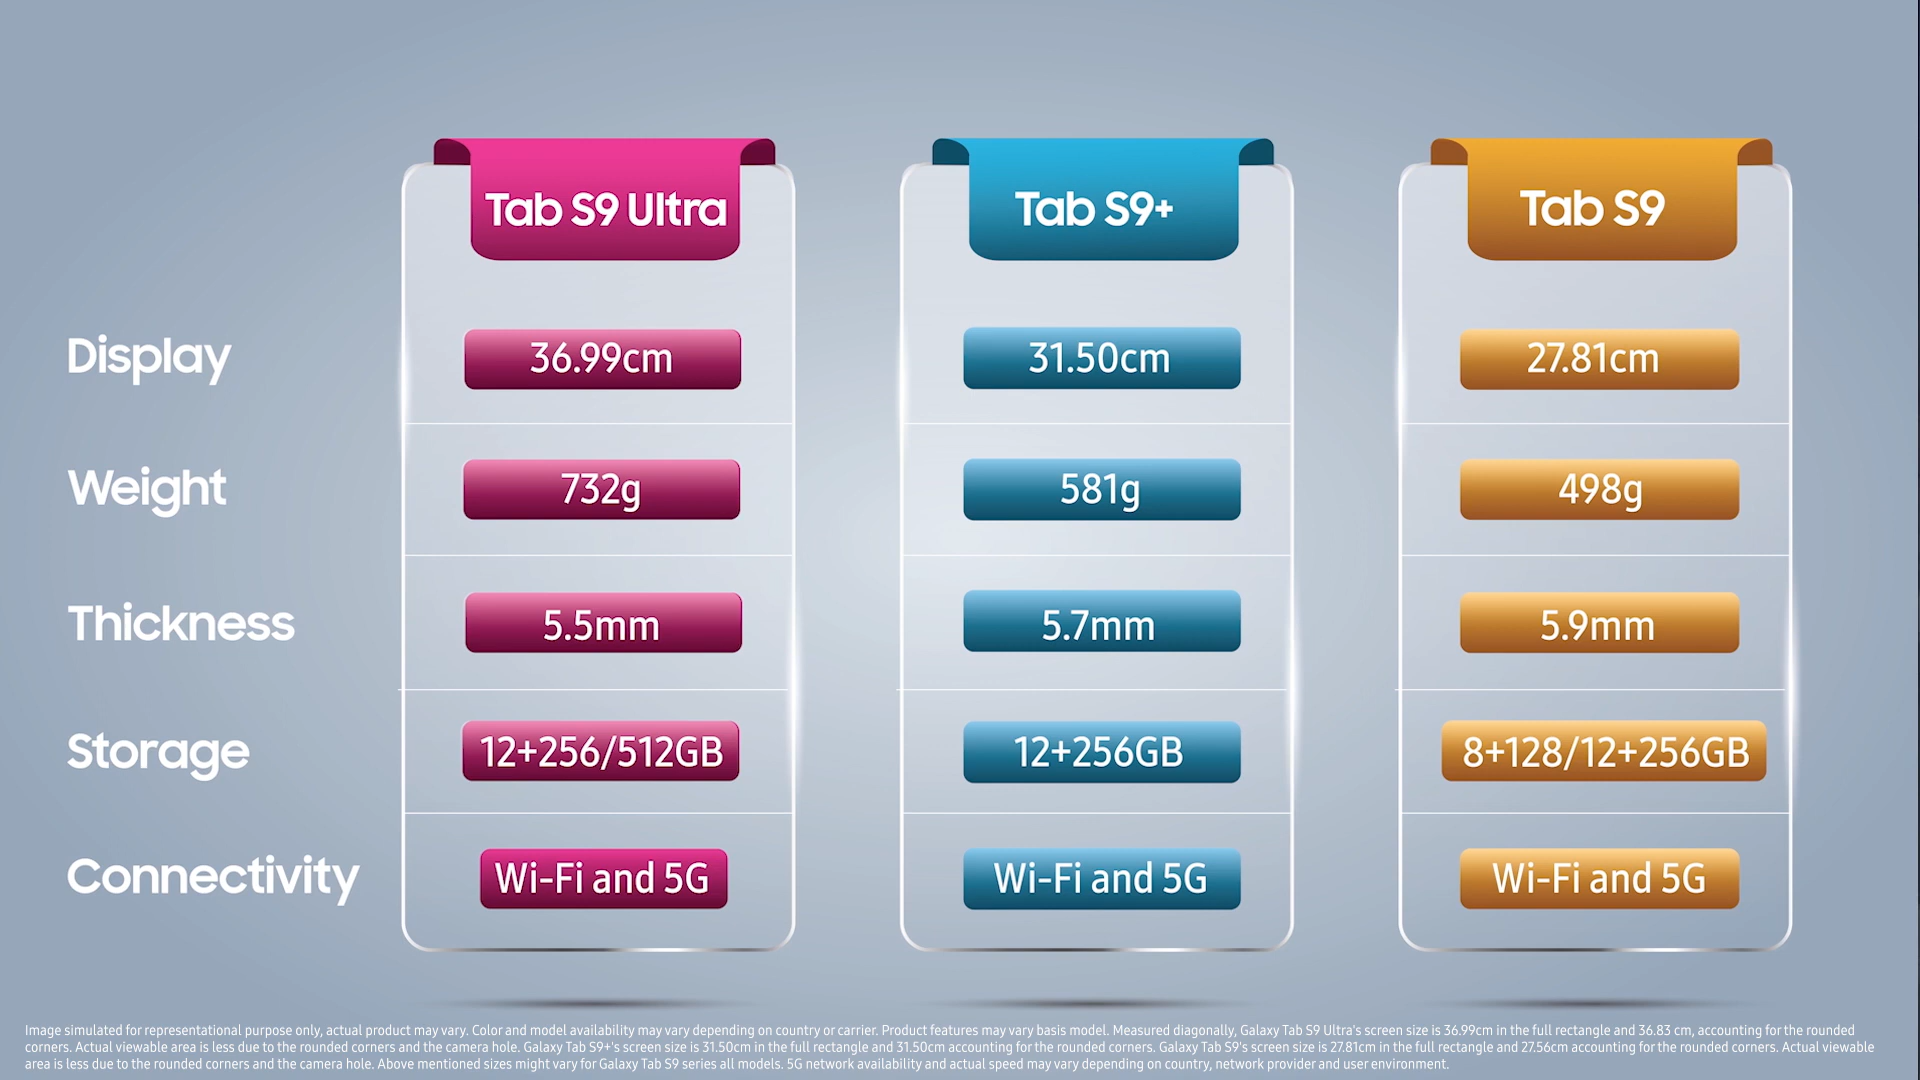 Tab S9 Ultra
Tab S9+
Tab S9
Display
36.99cm
31.50cm
27.81cm
Weight
732g
581g
498g
Thickness
5.5mm
5.7mm
5.9mm
Storage
12+256/512GB
12+256GB
8+128/12+256GB
Connectivity
Wi-Fi and 5G
Wi-Fi and 5G
Wi-Fi and 5G
Image simulated for representational purpose only, actual product may vary. Color and model availability may vary depending on country or carrier. Product features may vary basis model. Measured diagonally, Galaxy Tab S9 Ultra's screen size is 36.99cm in the full rectangle and 36.83 cm, accounting for the rounded
corners. Actual viewable area is less due to the rounded corners and the camera hole. Galaxy Tab S9+'s screen size is 31.50cm in the full rectangle and 31.50cm accounting for the rounded corners. Galaxy Tab S9's screen size is 27.81cm in the full rectangle and 27.56cm accounting for the rounded corners. Actual viewable
area is less due to the rounded corners and the camera hole. Above mentioned sizes might vary for Galaxy Tab S9 series all models. 5G network availability and actual speed may vary depending on country, network provider and user environment.